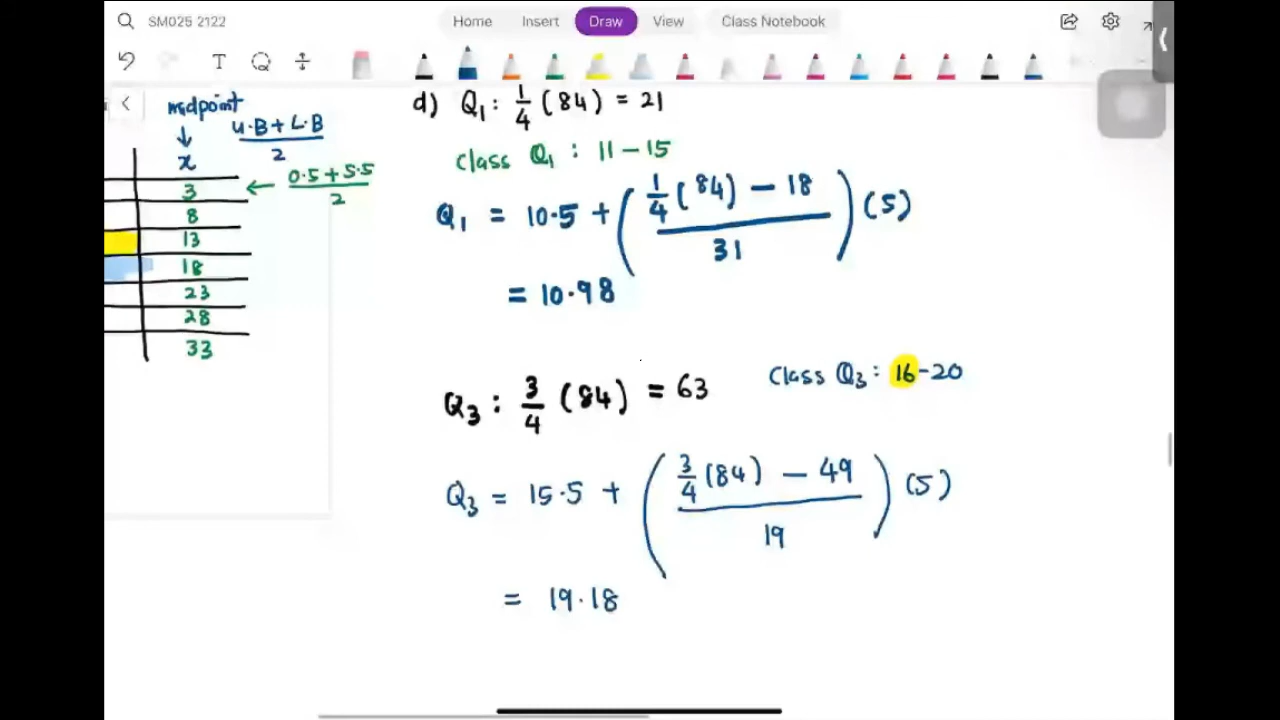 SM025 2122
Home Insert Draw View Class Notebook
T
midpoint
U.B + L.B
2
x
3
0.5 + 5.5
2
8
13
18
23
28
33
d) Q₁ : 1/4 (84) = 21
Class Q₁ : 11 - 15
Q₁ = 10.5 + ( (1/4 (84) - 18) / 31 ) (5)
= 10.98
Q₃ : 3/4 (84) = 63
Class Q₃ : 16-20
Q₃ = 15.5 + ( (3/4 (84) - 49) / 19 ) (5)
= 19.18